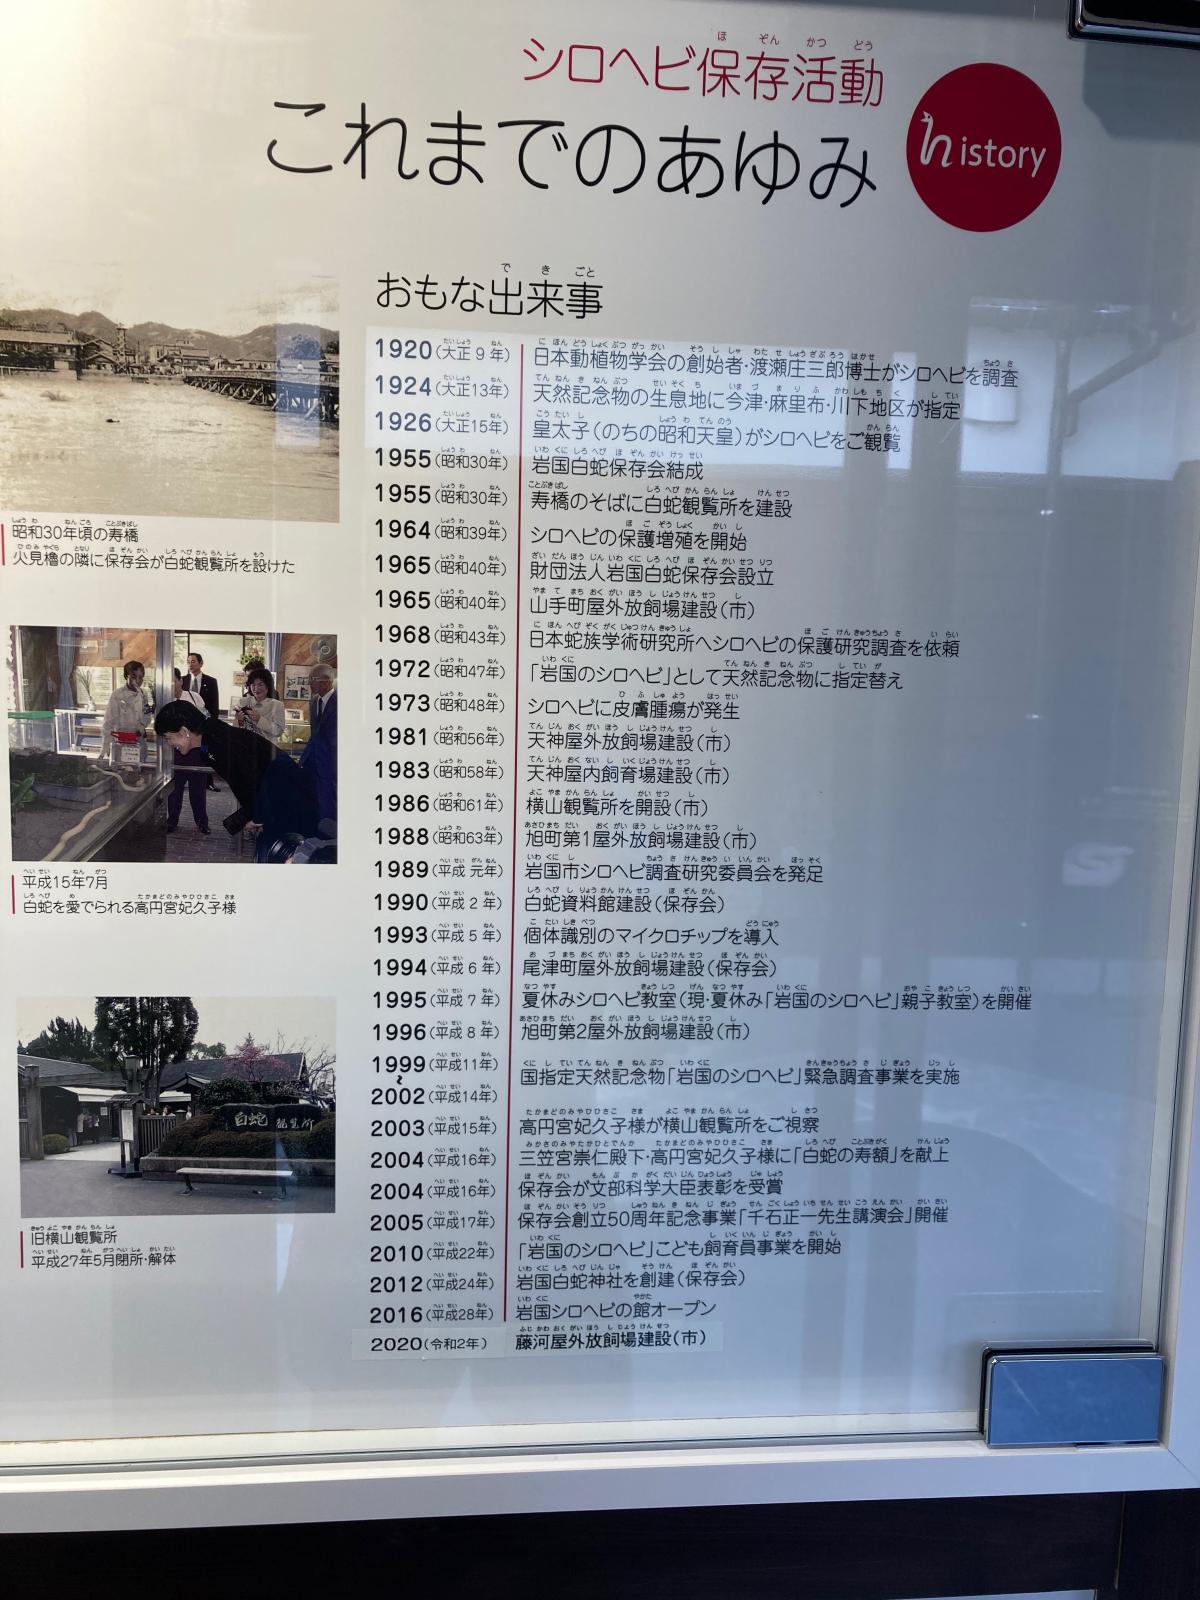 シロヘビ保存活動
これまでのあゆみ
history
おもな出来事
1920(大正9年) 日本動植物学会の創始者・渡瀬庄三郎博士がシロヘビを調査
1924(大正13年) 天然記念物の生息地に今津・麻里布・川下地区が指定
1926(大正15年) 皇太子(のちの昭和天皇)がシロヘビをご観覧
1955(昭和30年) 岩国白蛇保存会結成
1955(昭和30年) 寿橋のそばに白蛇観覧所を建設
1964(昭和39年) シロヘビの保護増殖を開始
1965(昭和40年) 財団法人岩国白蛇保存会設立
1965(昭和40年) 山手町屋外放飼場建設(市)
1968(昭和43年) 日本蛇族学術研究所へシロヘビの保護研究調査を依頼
1972(昭和47年) 「岩国のシロヘビ」として天然記念物に指定替え
1973(昭和48年) シロヘビに皮膚腫瘍が発生
1981(昭和56年) 天神屋外放飼場建設(市)
1983(昭和58年) 天神屋内飼育場建設(市)
1986(昭和61年) 横山観覧所を開設(市)
1988(昭和63年) 旭町第1屋外放飼場建設(市)
1989(平成元年) 岩国市シロヘビ調査研究委員会を発足
1990(平成2年) 白蛇資料館建設(保存会)
1993(平成5年) 個体識別のマイクロチップを導入
1994(平成6年) 尾津町屋外放飼場建設(保存会)
1995(平成7年) 夏休みシロヘビ教室(現・夏休み「岩国のシロヘビ」親子教室)を開催
1996(平成8年) 旭町第2屋外放飼場建設(市)
1999(平成11年)
〜 国指定天然記念物「岩国のシロヘビ」緊急調査事業を実施
2002(平成14年)
2003(平成15年) 高円宮妃久子様が横山観覧所をご視察
2004(平成16年) 三笠宮崇仁殿下・高円宮妃久子様に「白蛇の寿額」を献上
2004(平成16年) 保存会が文部科学大臣表彰を受賞
2005(平成17年) 保存会創立50周年記念事業「千石正一先生講演会」開催
2010(平成22年) 「岩国のシロヘビ」こども飼育員事業を開始
2012(平成24年) 岩国白蛇神社を創建(保存会)
2016(平成28年) 岩国シロヘビの館オープン
2020(令和2年) 藤河屋外放飼場建設(市)
昭和30年頃の寿橋
火見櫓の隣に保存会が白蛇観覧所を設けた
平成15年7月
白蛇を愛でられる高円宮妃久子様
白蛇観覧所
旧横山観覧所
平成27年5月閉所・解体